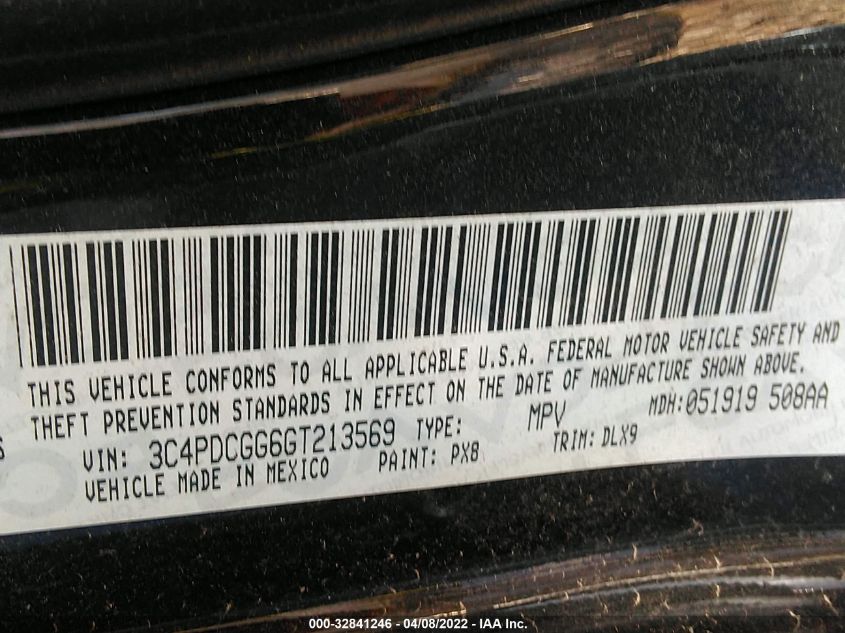 THIS VEHICLE CONFORMS TO ALL APPLICABLE U.S.A. FEDERAL MOTOR VEHICLE SAFETY AND
THEFT PREVENTION STANDARDS IN EFFECT ON THE DATE OF MANUFACTURE SHOWN ABOVE.
VIN: 3C4PDCGG6GT213569 TYPE: MPV MDH:051919 508AA
VEHICLE MADE IN MEXICO PAINT: PX8 TRIM: DLX9
000-32841246 - 04/08/2022 - IAA Inc.